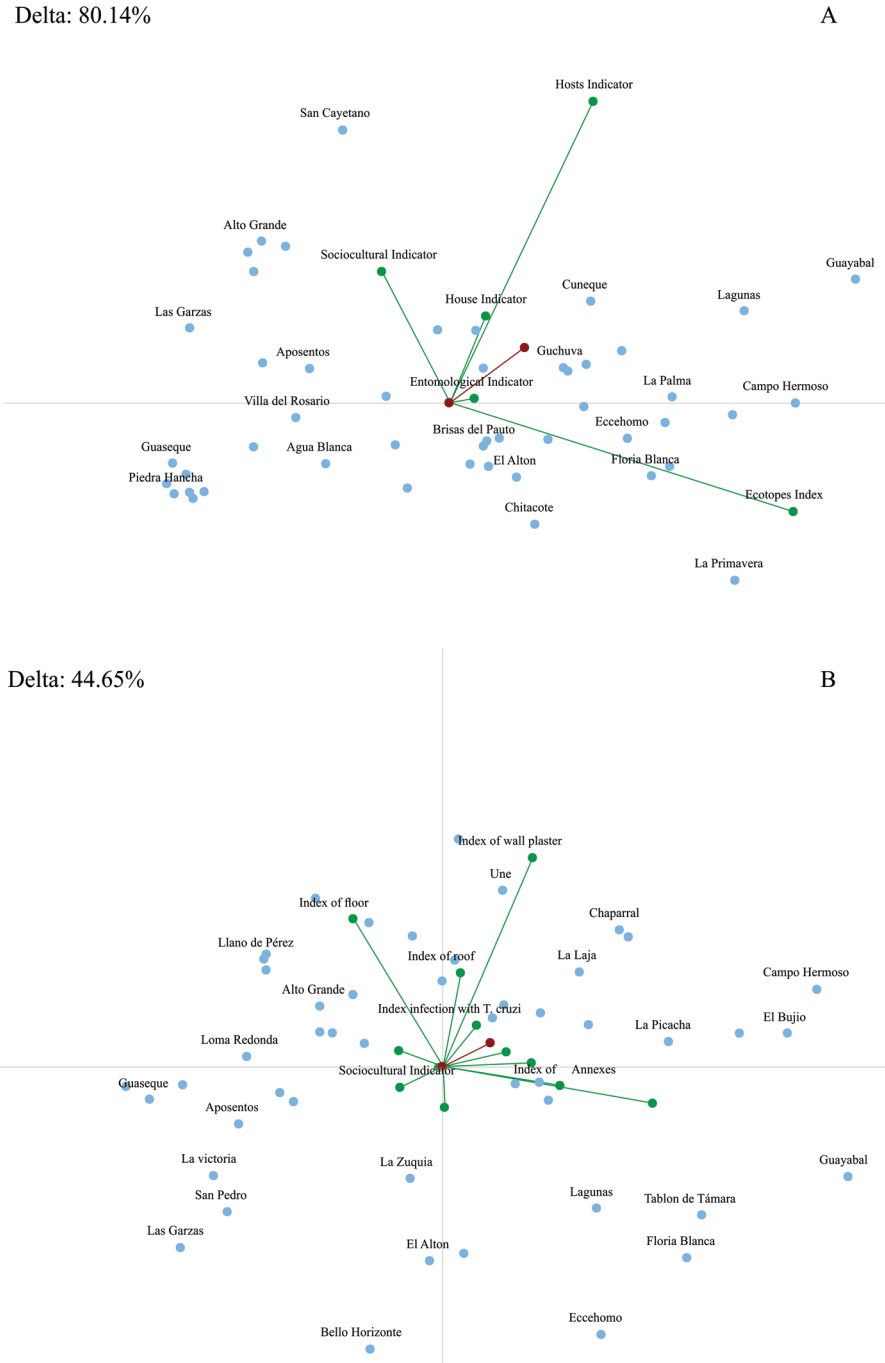 Delta: 80.14%
A
Hosts Indicator
San Cayetano
Alto Grande
Sociocultural Indicator
Guayabal
Cuneque
Lagunas
House Indicator
Las Garzas
Aposentos
Guchuva
Entomological Indicator
La Palma
Campo Hermoso
Villa del Rosario
Eccehomo
Brisas del Pauto
Guaseque
Agua Blanca
El Alton
Floria Blanca
Piedra Hancha
Ecotopes Index
Chitacote
La Primavera
Delta: 44.65%
B
Index of wall plaster
Une
Index of floor
Chaparral
Llano de Pérez
Index of roof
La Laja
Campo Hermoso
Alto Grande
Index infection with T. cruzi
El Bujio
La Picacha
Loma Redonda
Sociocultural Indicator
Index of Annexes
Guaseque
Aposentos
La victoria
La Zuquia
Guayabal
San Pedro
Lagunas
Tablon de Támara
Las Garzas
El Alton
Floria Blanca
Eccehomo
Bello Horizonte